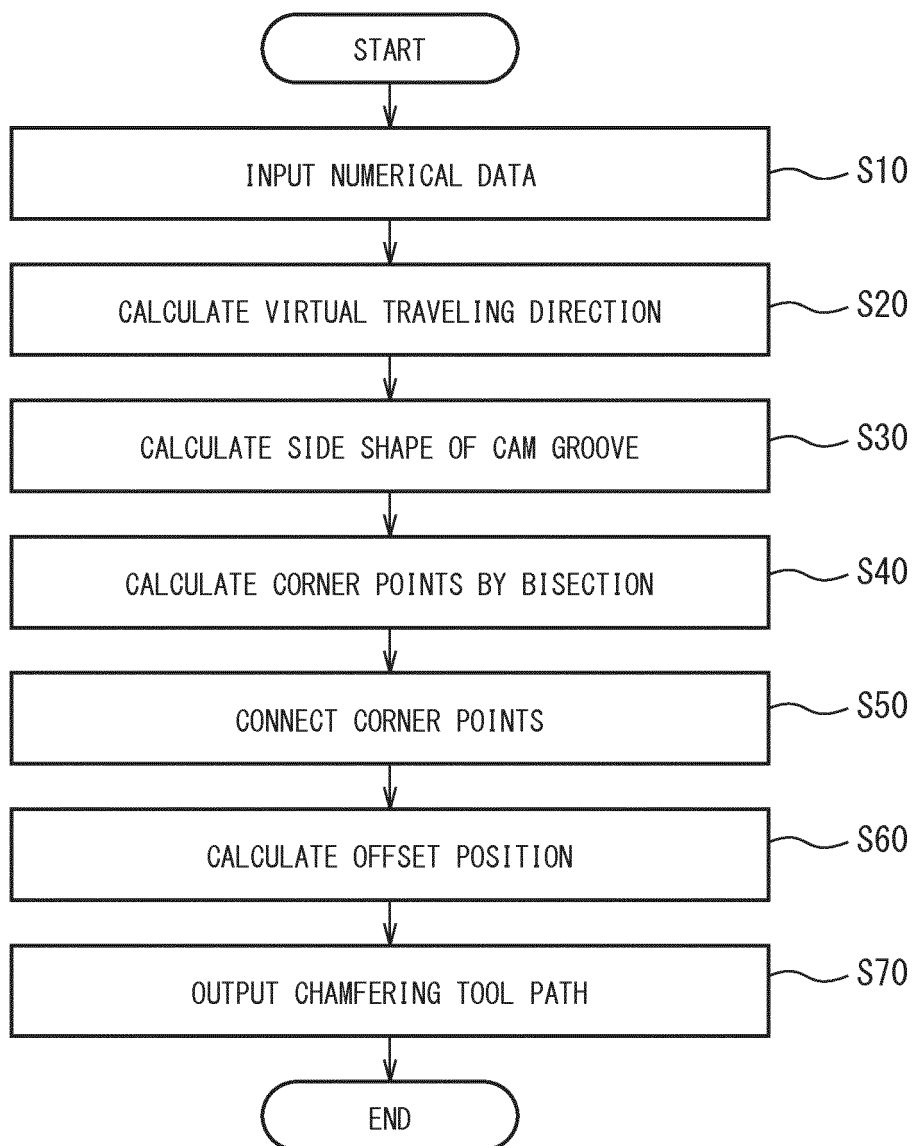 START
INPUT NUMERICAL DATA
S10
CALCULATE VIRTUAL TRAVELING DIRECTION
S20
CALCULATE SIDE SHAPE OF CAM GROOVE
S30
CALCULATE CORNER POINTS BY BISECTION
S40
CONNECT CORNER POINTS
S50
CALCULATE OFFSET POSITION
S60
OUTPUT CHAMFERING TOOL PATH
S70
END